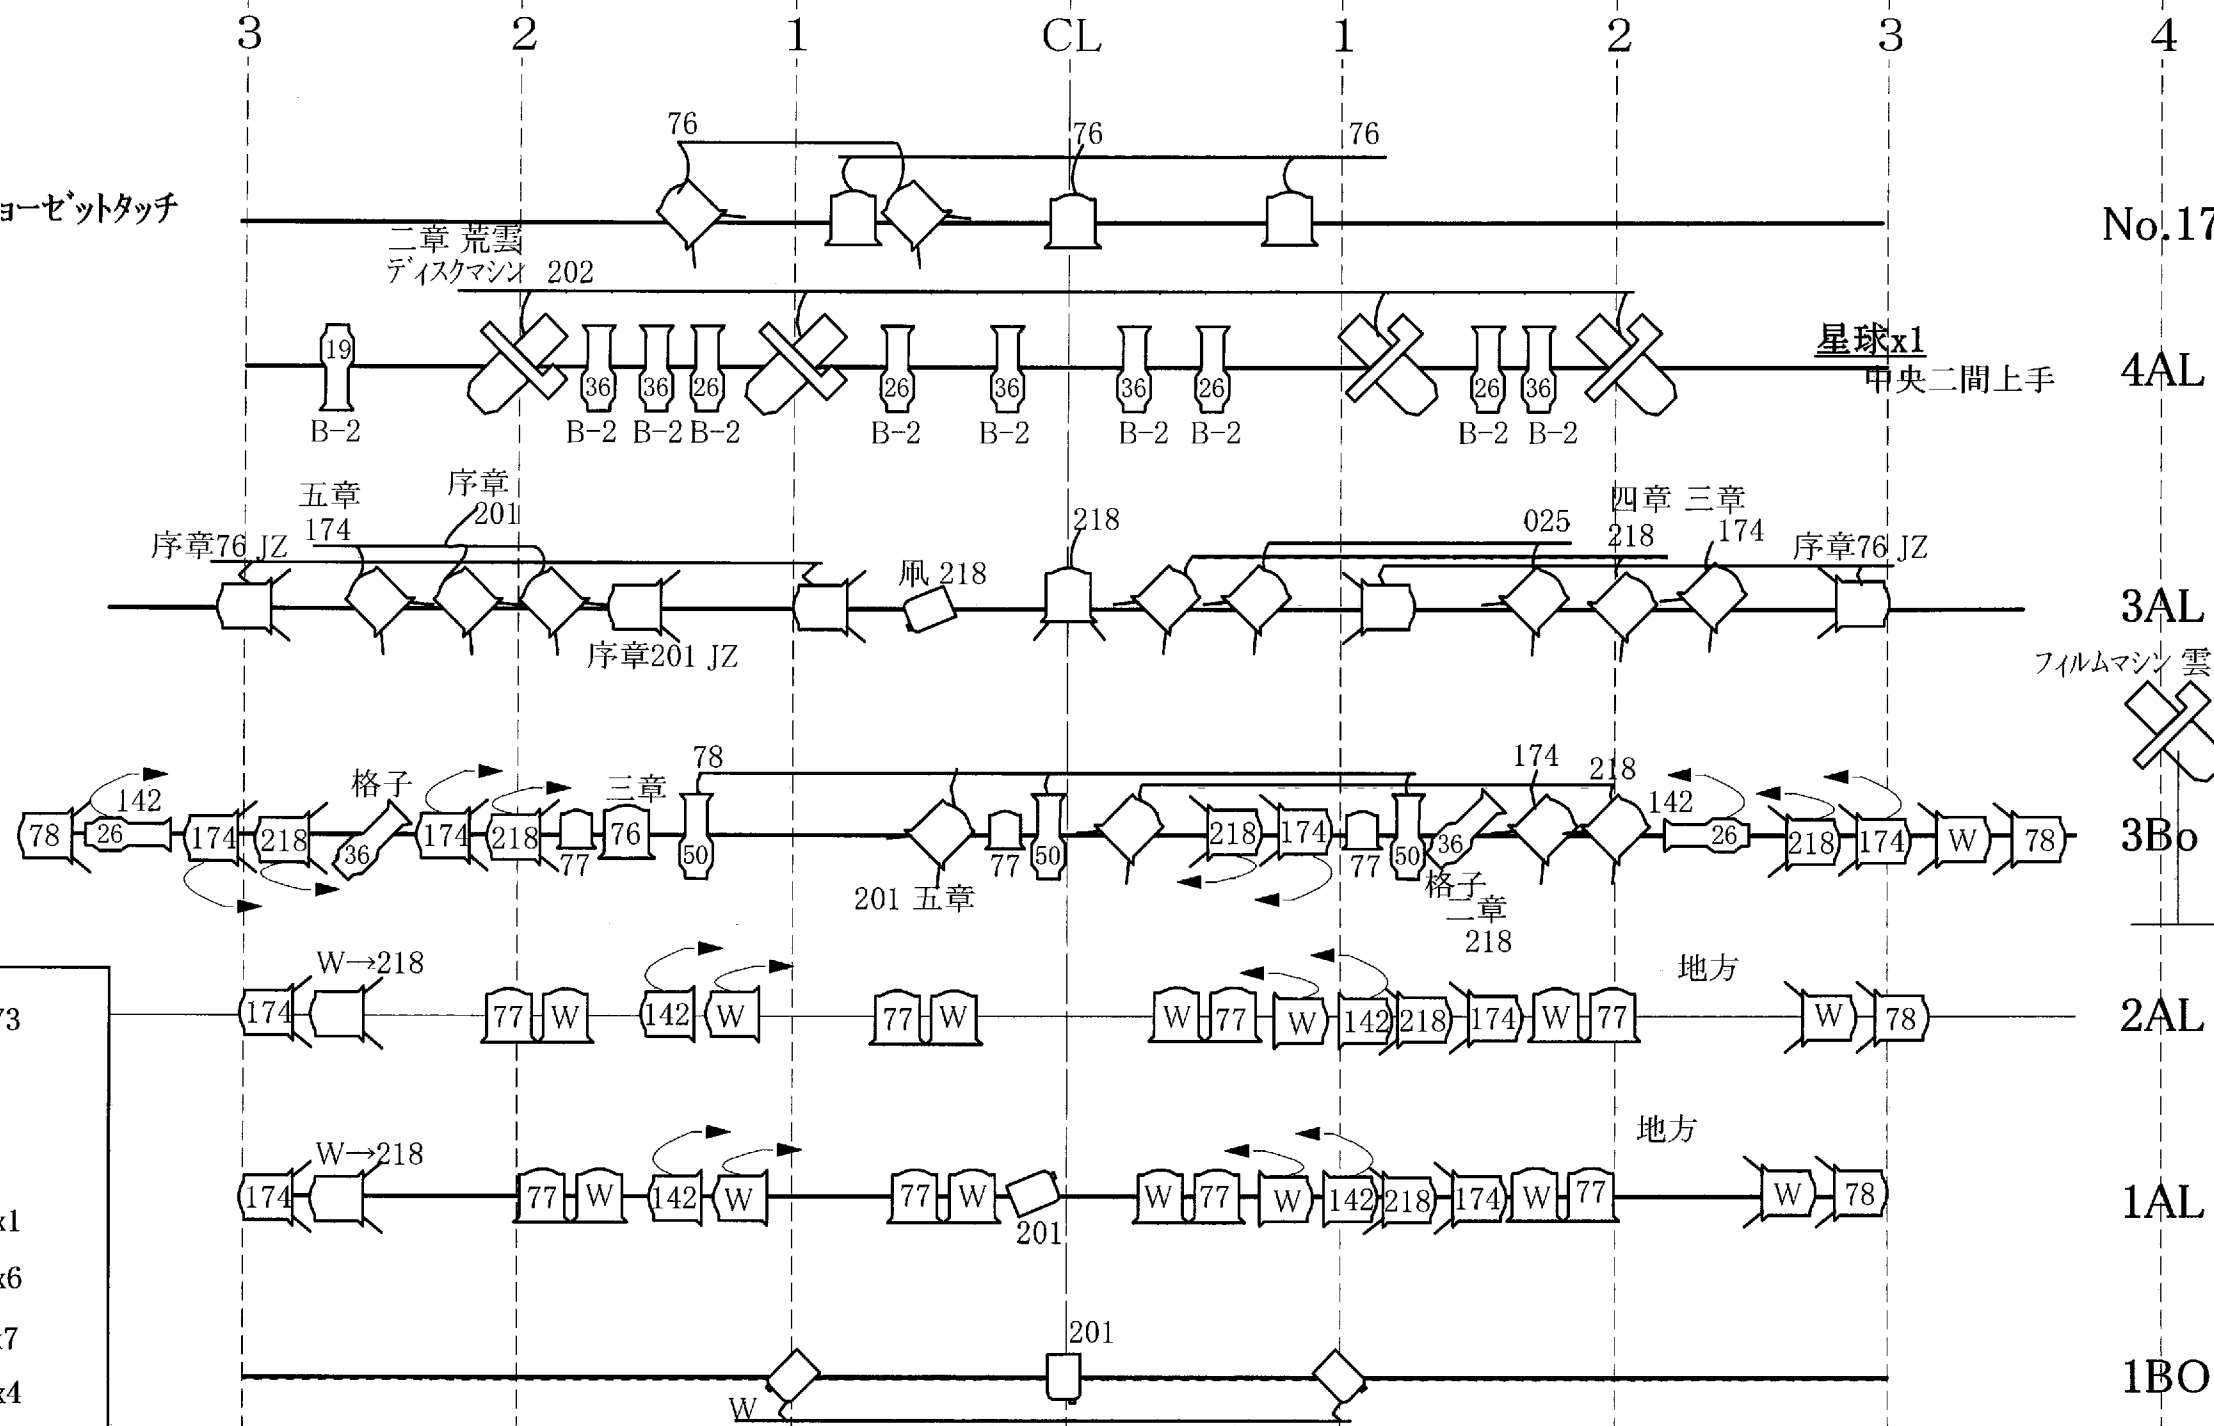 3 2 1 CL 1 2 3 4
76 76 76
ョーゼットタッチ
No.17
二章 荒雲
ディスクマシン 202
19 36 36 26 26 36 36 26 26 36
B-2 B-2 B-2 B-2 B-2 B-2 B-2 B-2 B-2 B-2
星球x1
中央二間上手
4AL
五章
174
序章
201
序章76 JZ
凧 218
218
025
四章 三章
218 174
序章76 JZ
序章201 JZ
3AL
フィルムマシン 雲
78
142
26
174 218
格子
36
174 218
77
三章
76
78
50
201 五章
77
50
218 174
77
50
36
格子
二章
218
174 218
142
26
218 174 W 78
3Bo
W→218
174 77 W 142 W 77 W W 77 W 142 218 174 W 77 W 78
地方
2AL
73
W→218
174 77 W 142 W 77 W 201 W 77 W 142 218 174 W 77 W 78
地方
1AL
x1
x6
x7
x4
201
W
1BO